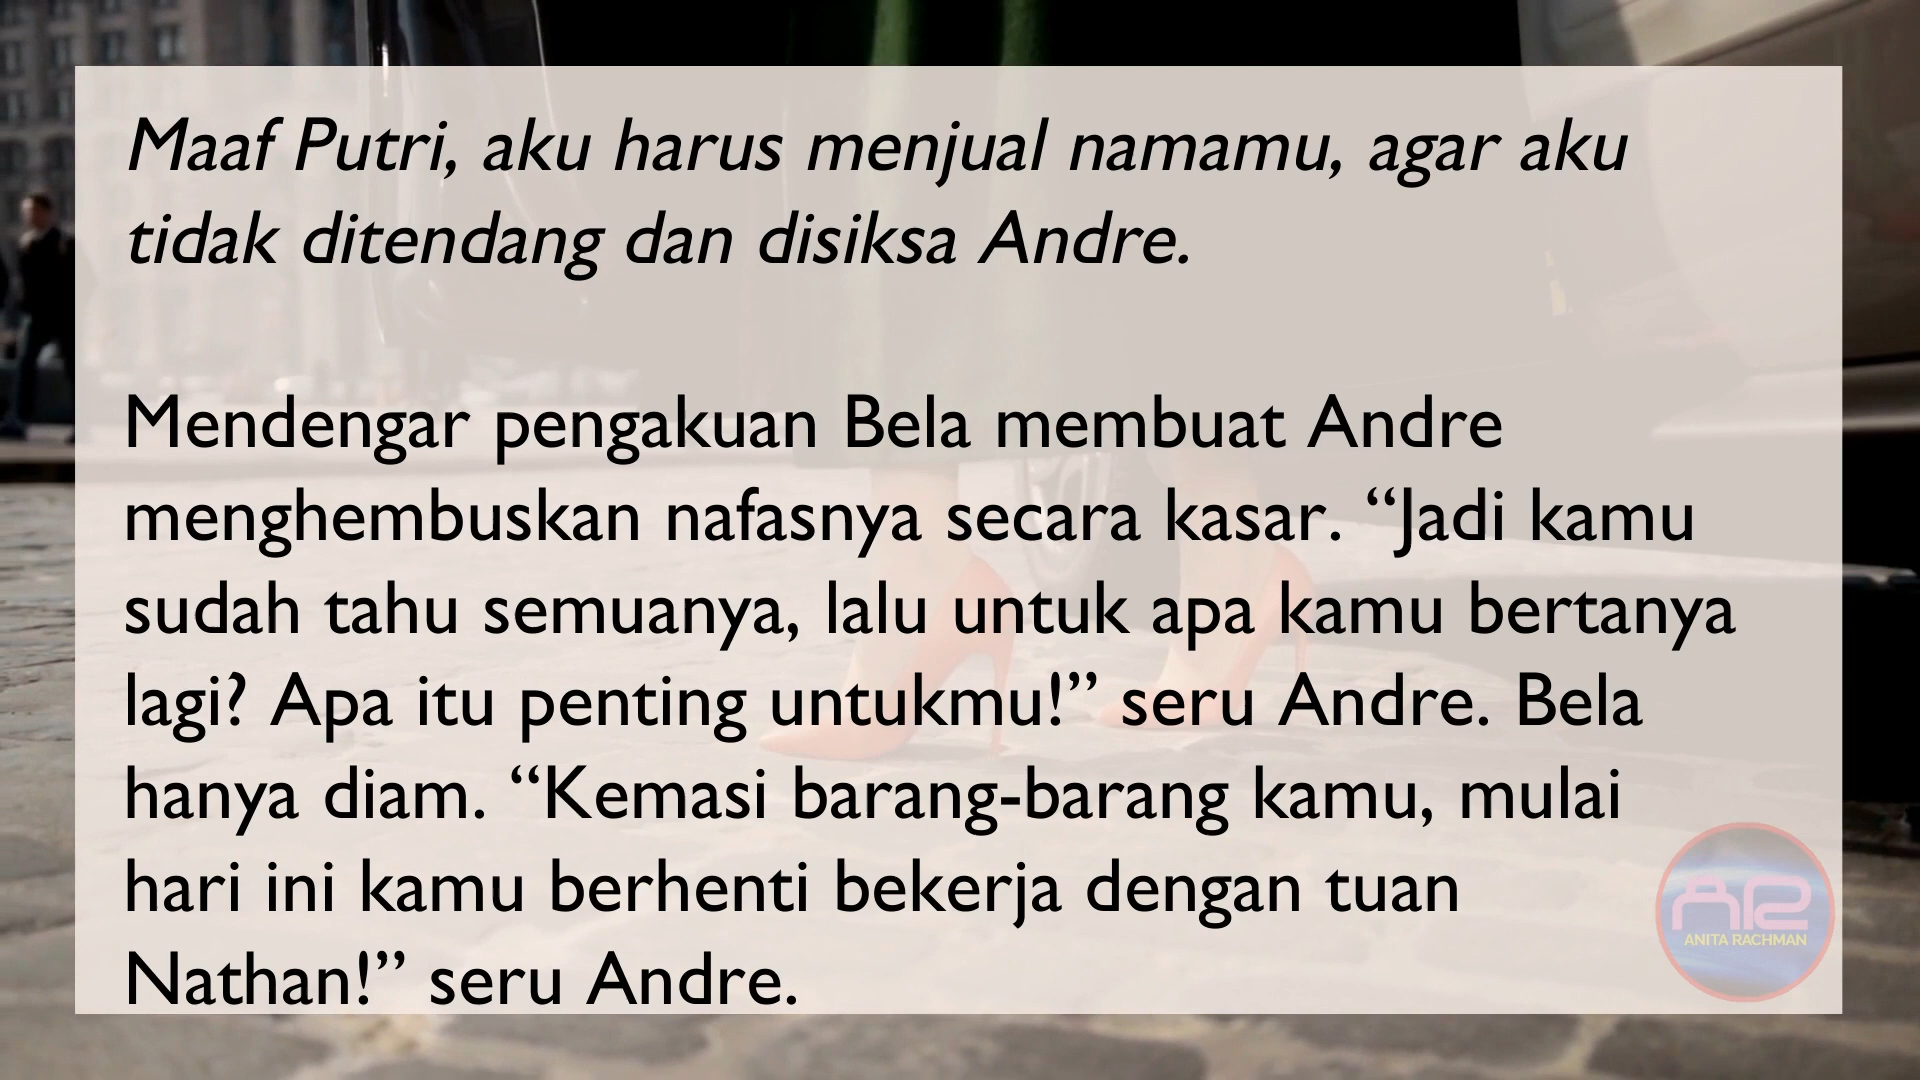 Maaf Putri, aku harus menjual namamu, agar aku
tidak ditendang dan disiksa Andre.
Mendengar pengakuan Bela membuat Andre
menghembuskan nafasnya secara kasar. “Jadi kamu
sudah tahu semuanya, lalu untuk apa kamu bertanya
lagi? Apa itu penting untukmu!” seru Andre. Bela
hanya diam. “Kemasi barang-barang kamu, mulai
hari ini kamu berhenti bekerja dengan tuan
Nathan!” seru Andre.
AR
ANITA RACHMAN